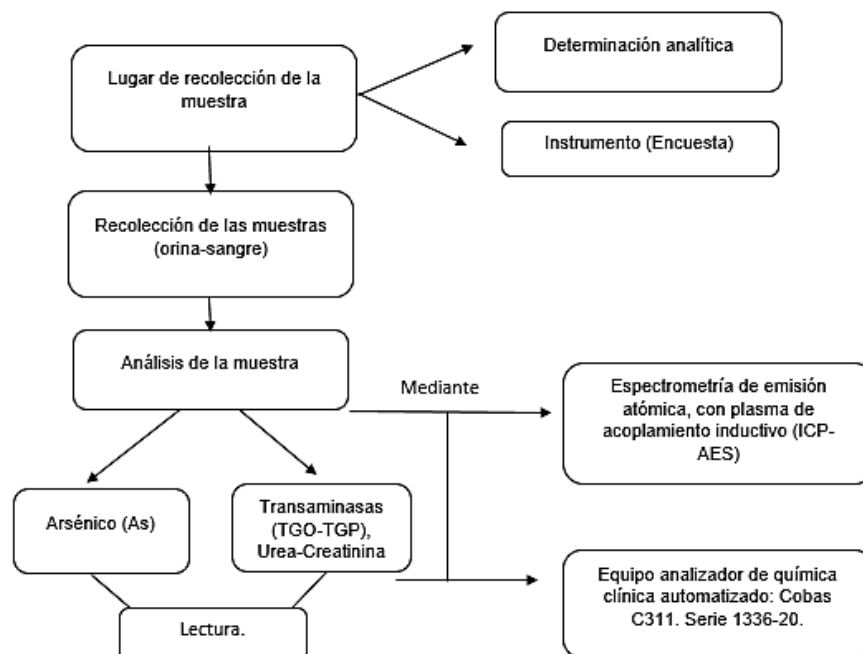 Lugar de recolección de la
muestra
Determinación analítica
Instrumento (Encuesta)
Recolección de las muestras
(orina-sangre)
Análisis de la muestra
Mediante
Espectrometría de emisión
atómica, con plasma de
acoplamiento inductivo (ICP-
AES)
Arsénico (As)
Transaminasas
(TGO-TGP),
Urea-Creatinina
Equipo analizador de química
clínica automatizado: Cobas
C311. Serie 1336-20.
Lectura.